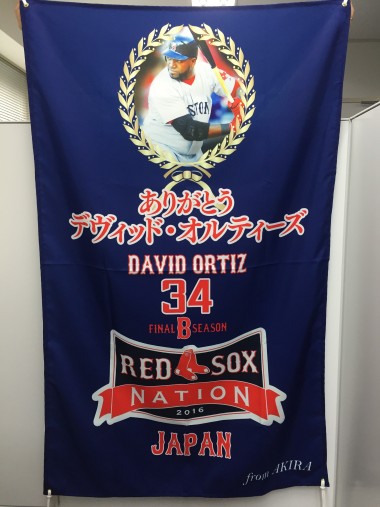 STON
ありがとう
デヴィッド・オルティーズ
DAVID ORTIZ
34
FINAL B SEASON
RED SOX
NATION
2016
JAPAN
from AKIRA